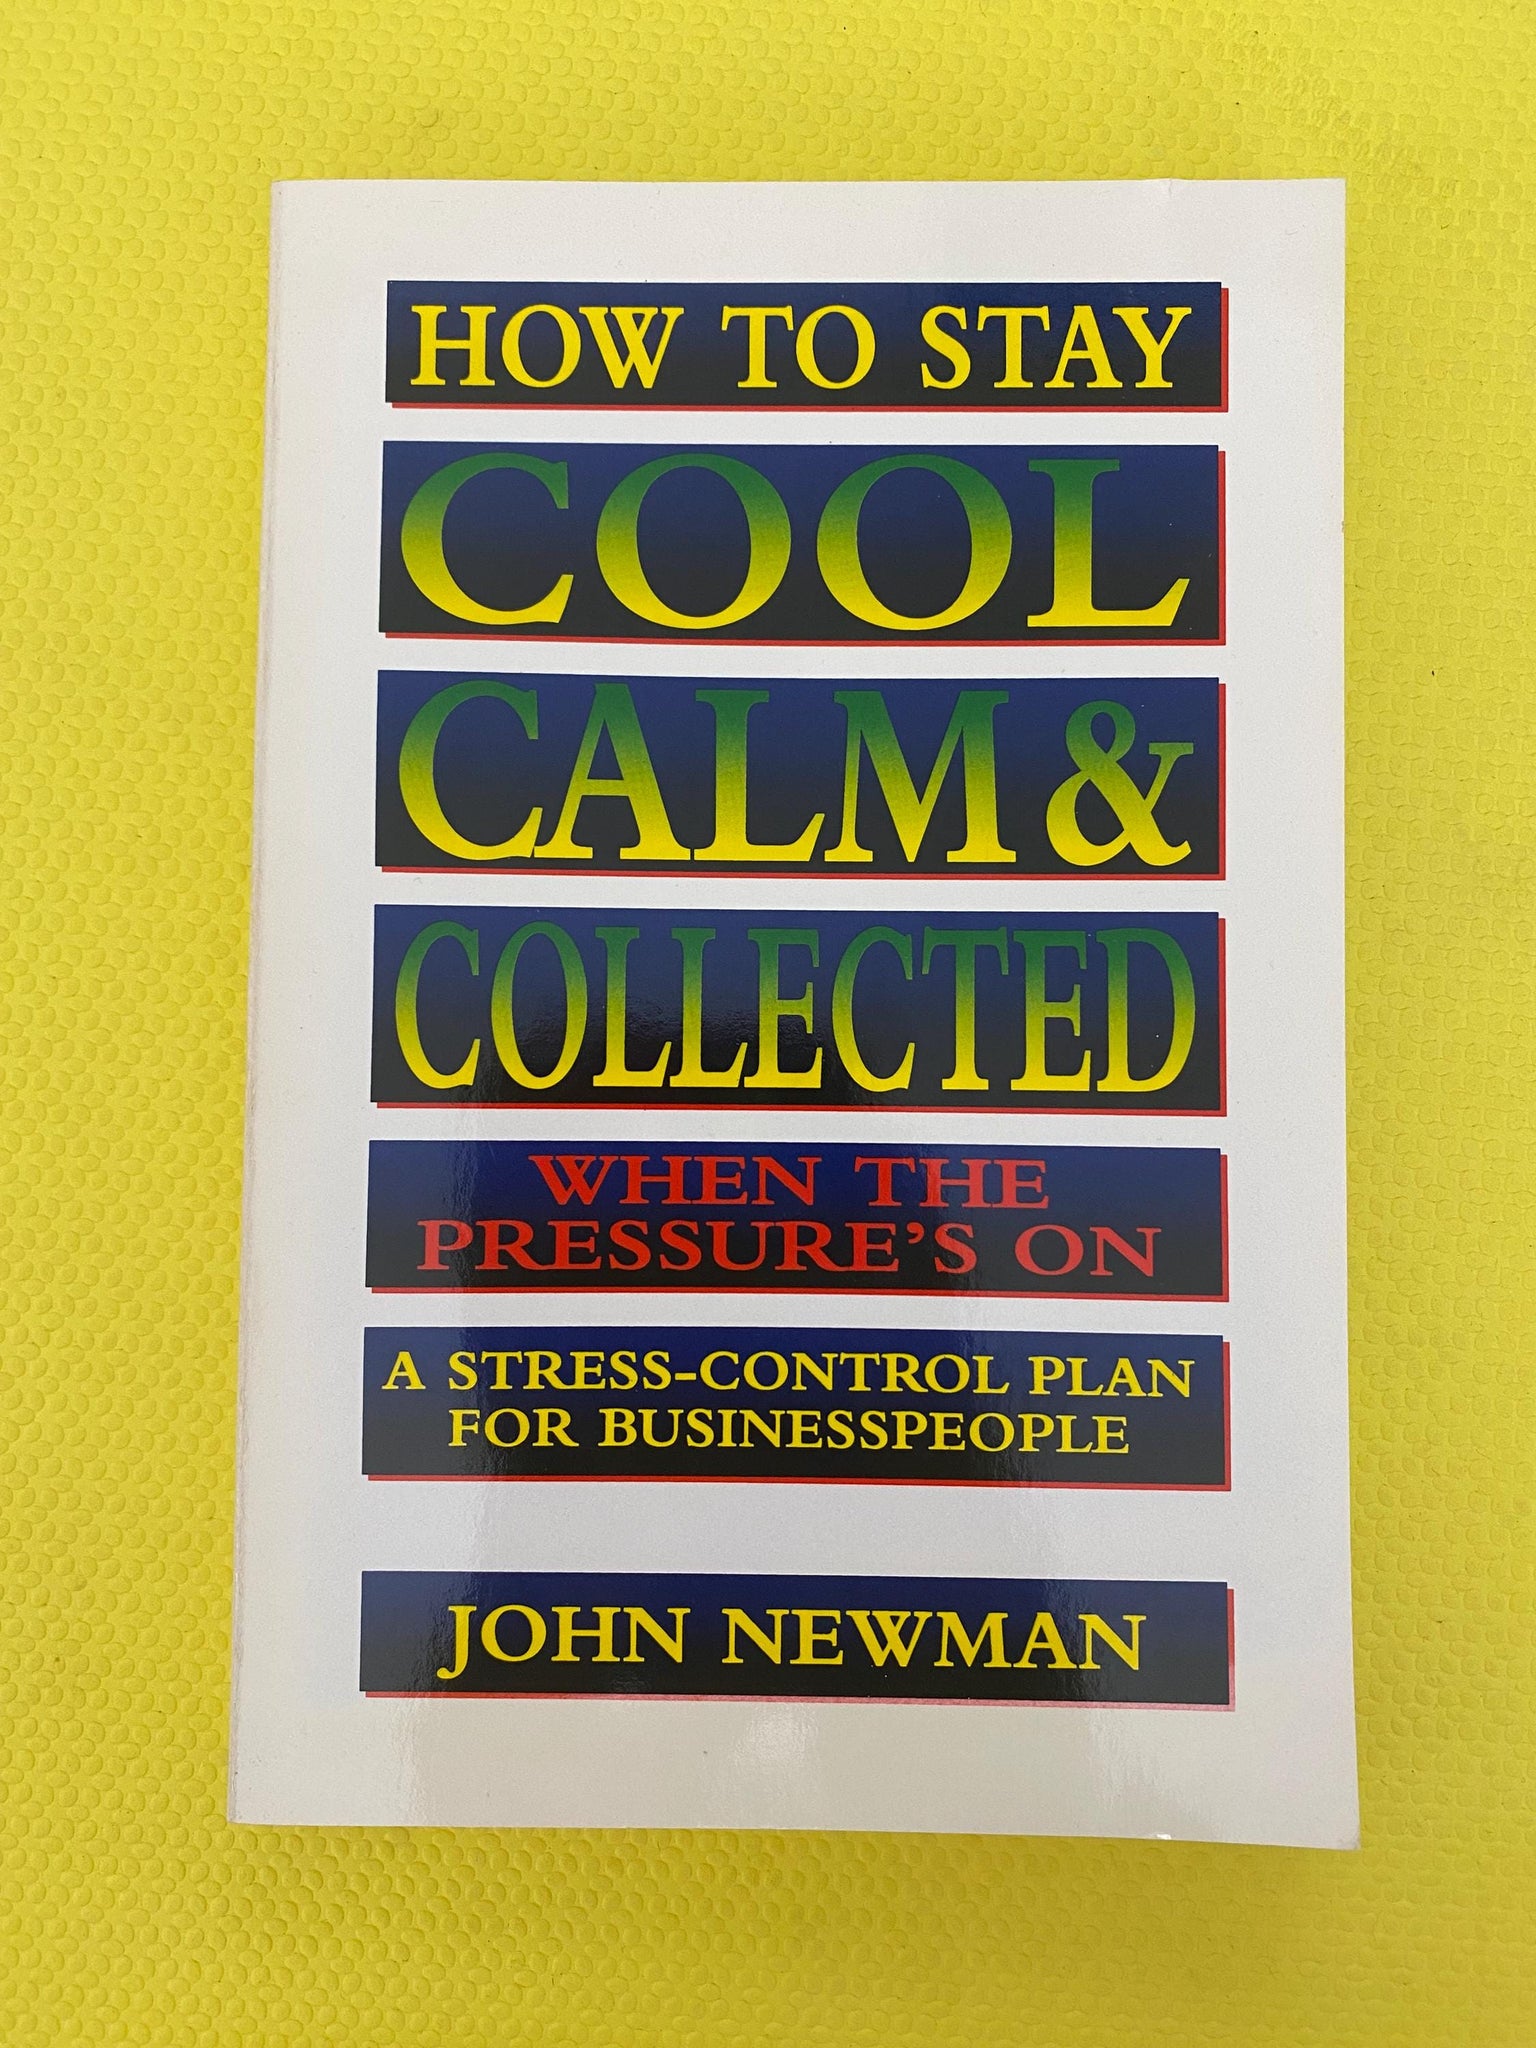 HOW TO STAY
COOL
CALM &
COLLECTED
WHEN THE
PRESSURE'S ON
A STRESS-CONTROL PLAN
FOR BUSINESSPEOPLE
JOHN NEWMAN